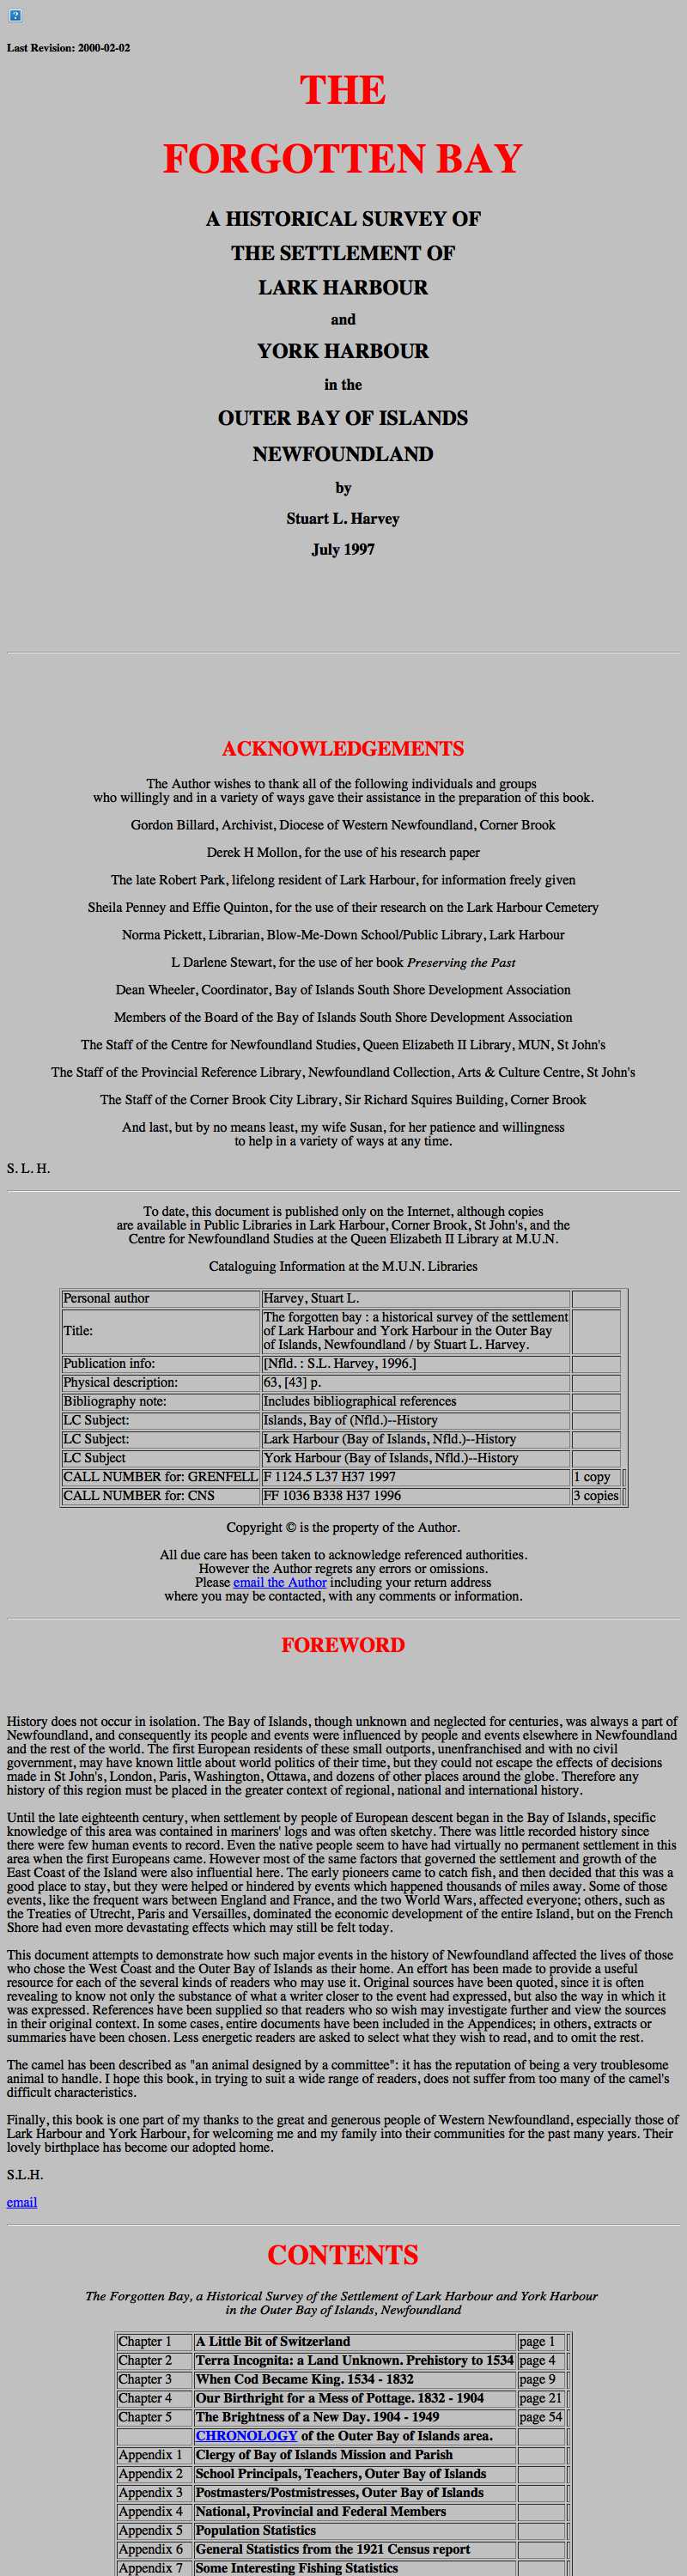 Last Revision: 2000-02-02
THE
FORGOTTEN BAY
A HISTORICAL SURVEY OF
THE SETTLEMENT OF
LARK HARBOUR
and
YORK HARBOUR
in the
OUTER BAY OF ISLANDS
NEWFOUNDLAND
by
Stuart L. Harvey
July 1997
ACKNOWLEDGEMENTS
The Author wishes to thank all of the following individuals and groups
who willingly and in a variety of ways gave their assistance in the preparation of this book.
Gordon Billard, Archivist, Diocese of Western Newfoundland, Corner Brook
Derek H Mollon, for the use of his research paper
The late Robert Park, lifelong resident of Lark Harbour, for information freely given
Sheila Penney and Effie Quinton, for the use of their research on the Lark Harbour Cemetery
Norma Pickett, Librarian, Blow-Me-Down School/Public Library, Lark Harbour
L Darlene Stewart, for the use of her book Preserving the Past
Dean Wheeler, Coordinator, Bay of Islands South Shore Development Association
Members of the Board of the Bay of Islands South Shore Development Association
The Staff of the Centre for Newfoundland Studies, Queen Elizabeth II Library, MUN, St John's
The Staff of the Provincial Reference Library, Newfoundland Collection, Arts & Culture Centre, St John's
The Staff of the Corner Brook City Library, Sir Richard Squires Building, Corner Brook
And last, but by no means least, my wife Susan, for her patience and willingness
to help in a variety of ways at any time.
S. L. H.
To date, this document is published only on the Internet, although copies
are available in Public Libraries in Lark Harbour, Corner Brook, St John's, and the
Centre for Newfoundland Studies at the Queen Elizabeth II Library at M.U.N.
Cataloguing Information at the M.U.N. Libraries
Personal author Harvey, Stuart L.
Title: The forgotten bay : a historical survey of the settlement
of Lark Harbour and York Harbour in the Outer Bay
of Islands, Newfoundland / by Stuart L. Harvey.
Publication info: [Nfld. : S.L. Harvey, 1996.]
Physical description: 63, [43] p.
Bibliography note: Includes bibliographical references
LC Subject: Islands, Bay of (Nfld.)--History
LC Subject: Lark Harbour (Bay of Islands, Nfld.)--History
LC Subject York Harbour (Bay of Islands, Nfld.)--History
CALL NUMBER for: GRENFELL F 1124.5 L37 H37 1997 1 copy
CALL NUMBER for: CNS FF 1036 B338 H37 1996 3 copies
Copyright © is the property of the Author.
All due care has been taken to acknowledge referenced authorities.
However the Author regrets any errors or omissions.
Please email the Author including your return address
where you may be contacted, with any comments or information.
FOREWORD
History does not occur in isolation. The Bay of Islands, though unknown and neglected for centuries, was always a part of
Newfoundland, and consequently its people and events were influenced by people and events elsewhere in Newfoundland
and the rest of the world. The first European residents of these small outports, unenfranchised and with no civil
government, may have known little about world politics of their time, but they could not escape the effects of decisions
made in St John's, London, Paris, Washington, Ottawa, and dozens of other places around the globe. Therefore any
history of this region must be placed in the greater context of regional, national and international history.
Until the late eighteenth century, when settlement by people of European descent began in the Bay of Islands, specific
knowledge of this area was contained in mariners' logs and was often sketchy. There was little recorded history since
there were few human events to record. Even the native people seem to have had virtually no permanent settlement in this
area when the first Europeans came. However most of the same factors that governed the settlement and growth of the
East Coast of the Island were also influential here. The early pioneers came to catch fish, and then decided that this was a
good place to stay, but they were helped or hindered by events which happened thousands of miles away. Some of those
events, like the frequent wars between England and France, and the two World Wars, affected everyone; others, such as
the Treaties of Utrecht, Paris and Versailles, dominated the economic development of the entire Island, but on the French
Shore had even more devastating effects which may still be felt today.
This document attempts to demonstrate how such major events in the history of Newfoundland affected the lives of those
who chose the West Coast and the Outer Bay of Islands as their home. An effort has been made to provide a useful
resource for each of the several kinds of readers who may use it. Original sources have been quoted, since it is often
revealing to know not only the substance of what a writer closer to the event had expressed, but also the way in which it
was expressed. References have been supplied so that readers who so wish may investigate further and view the sources
in their original context. In some cases, entire documents have been included in the Appendices; in others, extracts or
summaries have been chosen. Less energetic readers are asked to select what they wish to read, and to omit the rest.
The camel has been described as "an animal designed by a committee": it has the reputation of being a very troublesome
animal to handle. I hope this book, in trying to suit a wide range of readers, does not suffer from too many of the camel's
difficult characteristics.
Finally, this book is one part of my thanks to the great and generous people of Western Newfoundland, especially those of
Lark Harbour and York Harbour, for welcoming me and my family into their communities for the past many years. Their
lovely birthplace has become our adopted home.
S.L.H.
email
CONTENTS
The Forgotten Bay, a Historical Survey of the Settlement of Lark Harbour and York Harbour
in the Outer Bay of Islands, Newfoundland
Chapter 1 A Little Bit of Switzerland page 1
Chapter 2 Terra Incognita: a Land Unknown. Prehistory to 1534 page 4
Chapter 3 When Cod Became King. 1534 - 1832 page 9
Chapter 4 Our Birthright for a Mess of Pottage. 1832 - 1904 page 21
Chapter 5 The Brightness of a New Day. 1904 - 1949 page 54
CHRONOLOGY of the Outer Bay of Islands area.
Appendix 1 Clergy of Bay of Islands Mission and Parish
Appendix 2 School Principals, Teachers, Outer Bay of Islands
Appendix 3 Postmasters/Postmistresses, Outer Bay of Islands
Appendix 4 National, Provincial and Federal Members
Appendix 5 Population Statistics
Appendix 6 General Statistics from the 1921 Census report
Appendix 7 Some Interesting Fishing Statistics